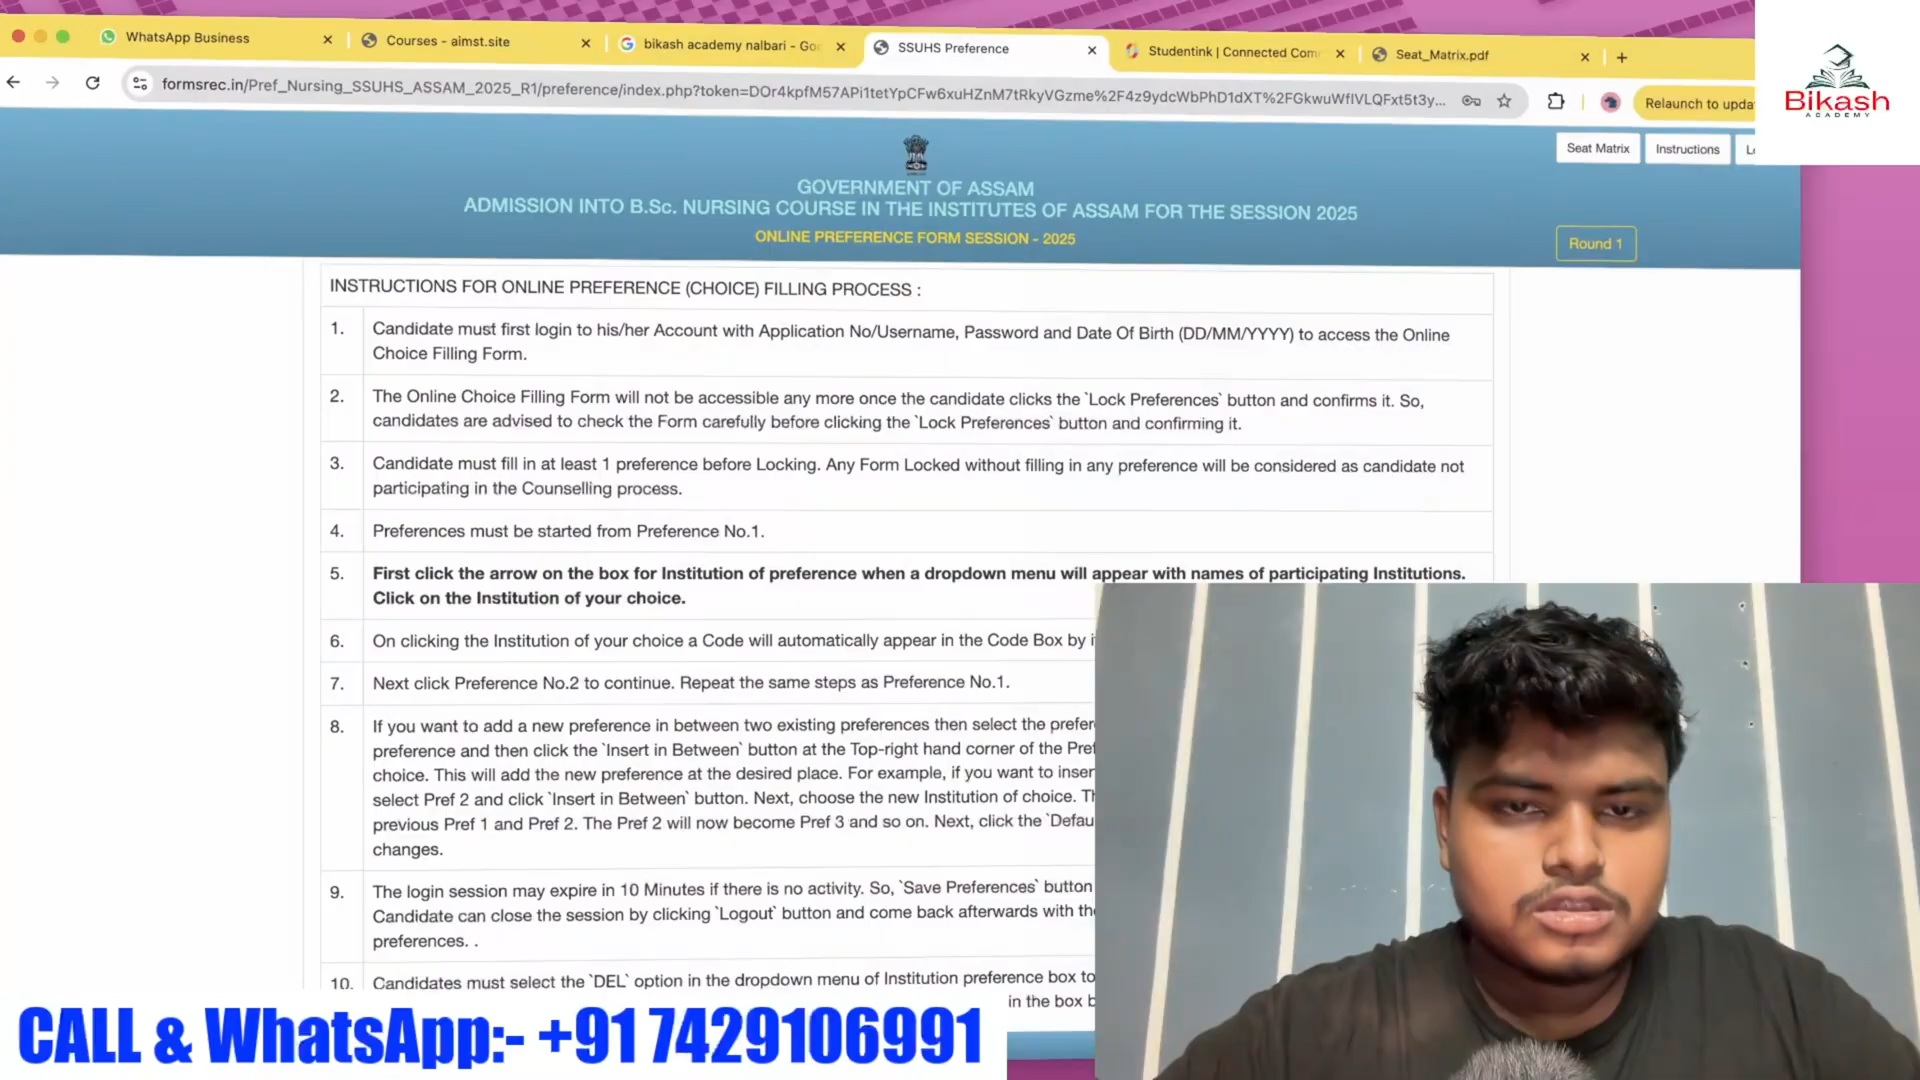 WhatsApp Business
Courses - aimst.site
bikash academy nalbari - Go
SSUHS Preference
Studentink | Connected Com
Seat_Matrix.pdf
formsrec.in/Pref_Nursing_SSUHS_ASSAM_2025_R1/preference/index.php?token=
Relaunch to upda
Bikash
ACADEMY
Seat Matrix
Instructions
GOVERNMENT OF ASSAM
ADMISSION INTO B.Sc. NURSING COURSE IN THE INSTITUTES OF ASSAM FOR THE SESSION 2025
ONLINE PREFERENCE FORM SESSION - 2025
Round 1
INSTRUCTIONS FOR ONLINE PREFERENCE (CHOICE) FILLING PROCESS :
1. Candidate must first login to his/her Account with Application No/Username, Password and Date Of Birth (DD/MM/YYYY) to access the Online
Choice Filling Form.
2. The Online Choice Filling Form will not be accessible any more once the candidate clicks the `Lock Preferences` button and confirms it. So,
candidates are advised to check the Form carefully before clicking the `Lock Preferences` button and confirming it.
3. Candidate must fill in at least 1 preference before Locking. Any Form Locked without filling in any preference will be considered as candidate not
participating in the Counselling process.
4. Preferences must be started from Preference No.1.
5. First click the arrow on the box for Institution of preference when a dropdown menu will appear with names of participating Institutions.
Click on the Institution of your choice.
6. On clicking the Institution of your choice a Code will automatically appear in the Code Box by
7. Next click Preference No.2 to continue. Repeat the same steps as Preference No.1.
8. If you want to add a new preference in between two existing preferences then select the prefer
preference and then click the `Insert in Between` button at the Top-right hand corner of the Pref
choice. This will add the new preference at the desired place. For example, if you want to inser
select Pref 2 and click `Insert in Between` button. Next, choose the new Institution of choice.
previous Pref 1 and Pref 2. The Pref 2 will now become Pref 3 and so on. Next, click the `Defau
changes.
9. The login session may expire in 10 Minutes if there is no activity. So, `Save Preferences` button
Candidate can close the session by clicking `Logout` button and come back afterwards with the
preferences. .
10. Candidates must select the `DEL` option in the dropdown menu of Institution preference box to
in the box
CALL & WhatsApp:- +91 7429106991